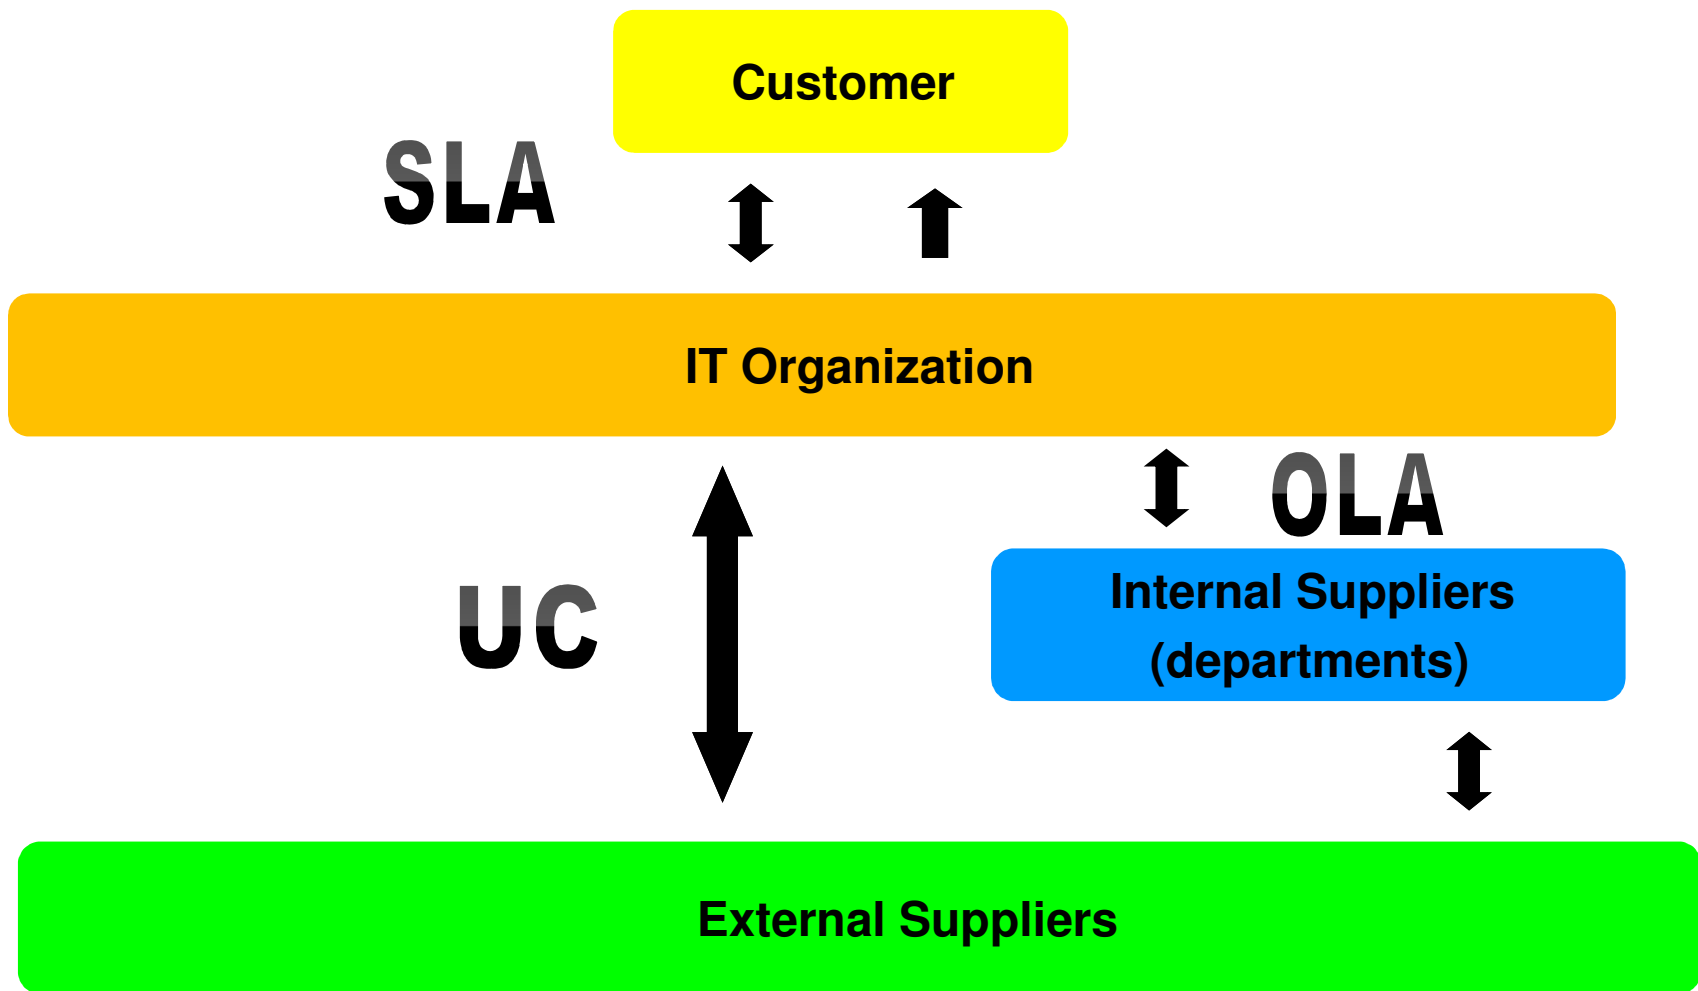 Customer
SLA
IT Organization
OLA
UC
Internal Suppliers
(departments)
External Suppliers